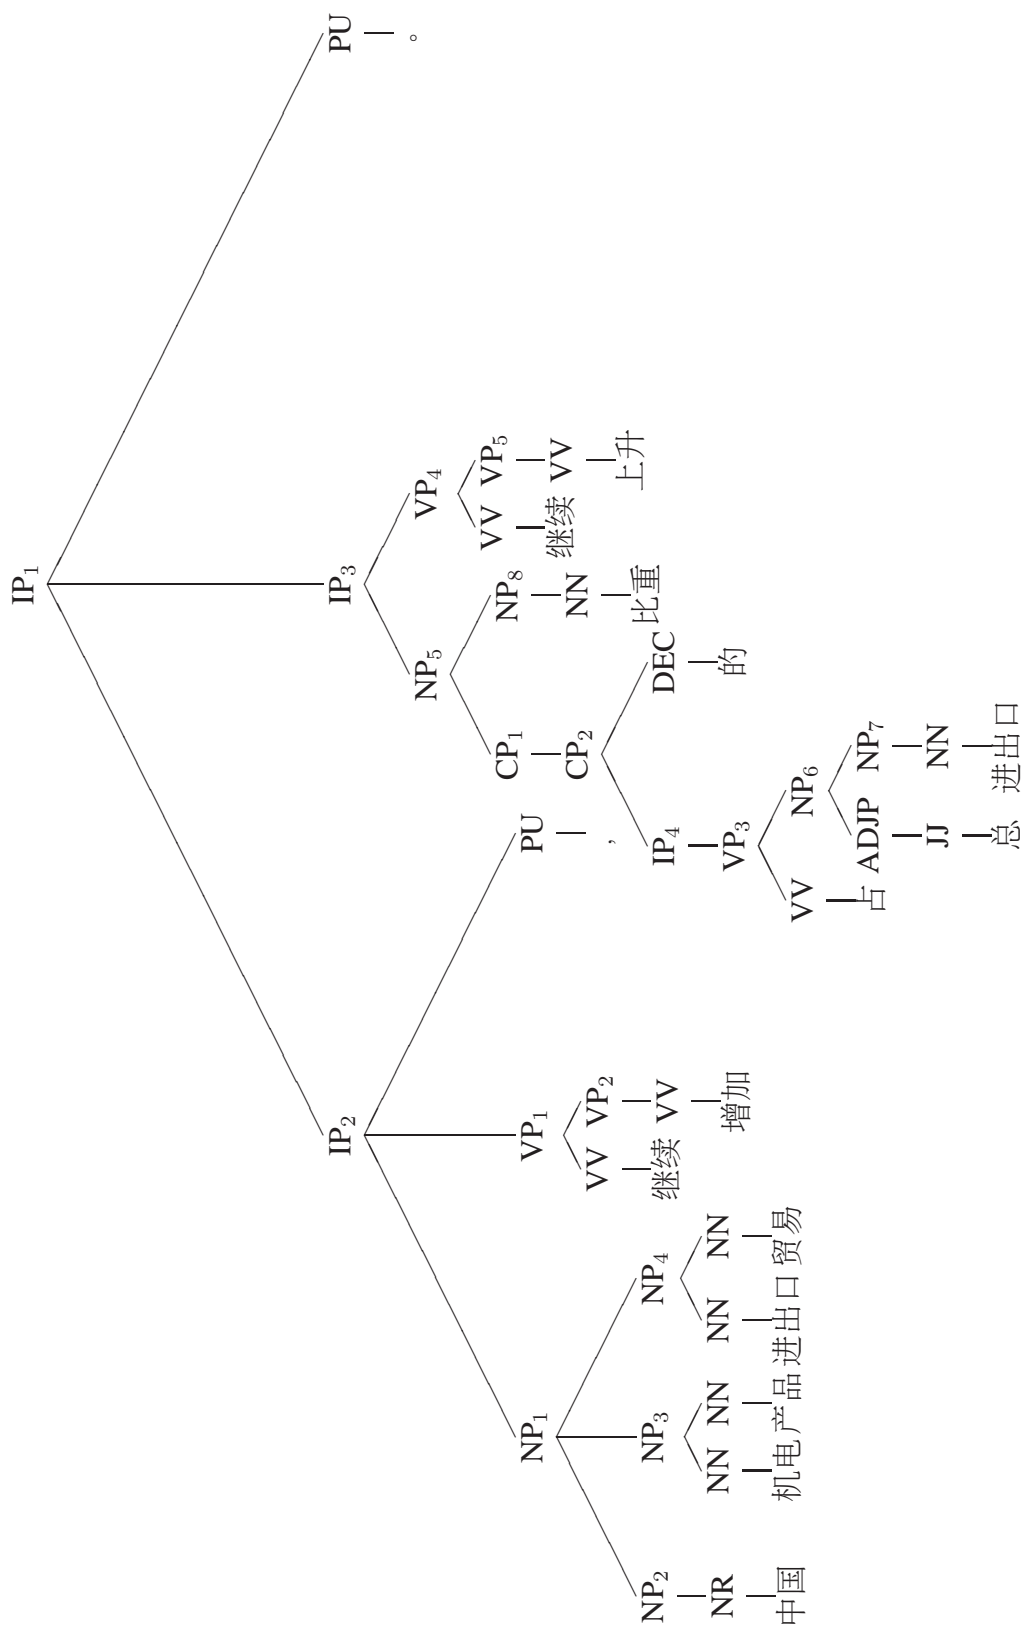 IP₁
IP₂ IP₃ PU
NP₁ VP₁ PU NP₅ VP₄ 。
NP₂ NP₃ NP₄ VV VP₂ , CP₁ NP₈ VV VP₅
NR NN NN NN NN 继续 VV CP₂ NN 继续 VV
中国 机电 产品 进出口 贸易 增加 IP₄ DEC 比重 上升
VP₃ 的
VV NP₆
占 ADJP NP₇
JJ NN
总 进出口